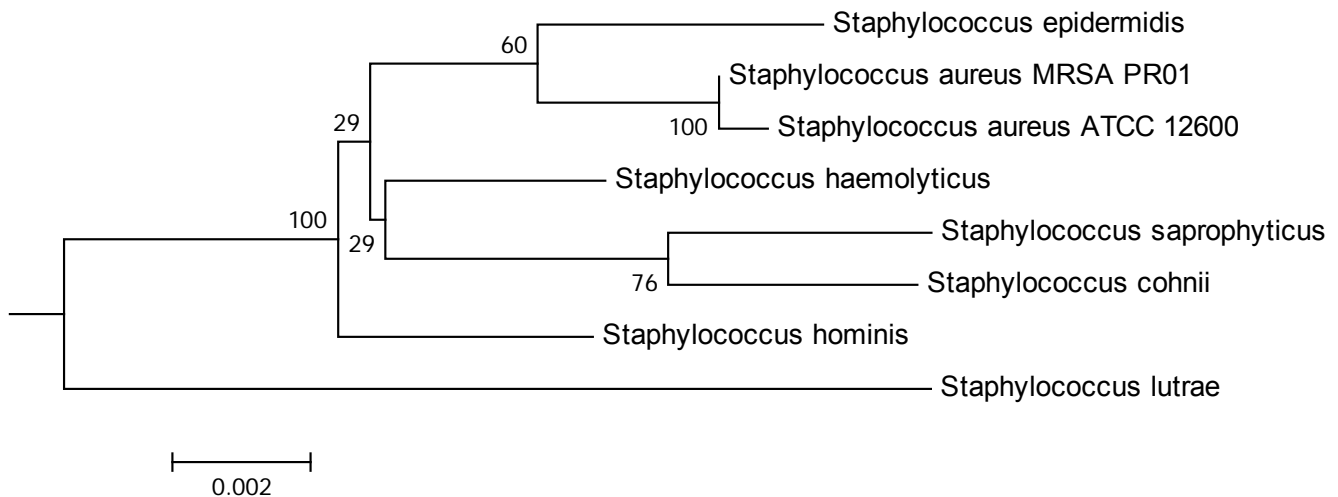 Staphylococcus epidermidis
60
Staphylococcus aureus MRSA PR01
Staphylococcus aureus ATCC 12600
100
29
Staphylococcus haemolyticus
100
29
Staphylococcus saprophyticus
76
Staphylococcus cohnii
Staphylococcus hominis
Staphylococcus lutrae
0.002